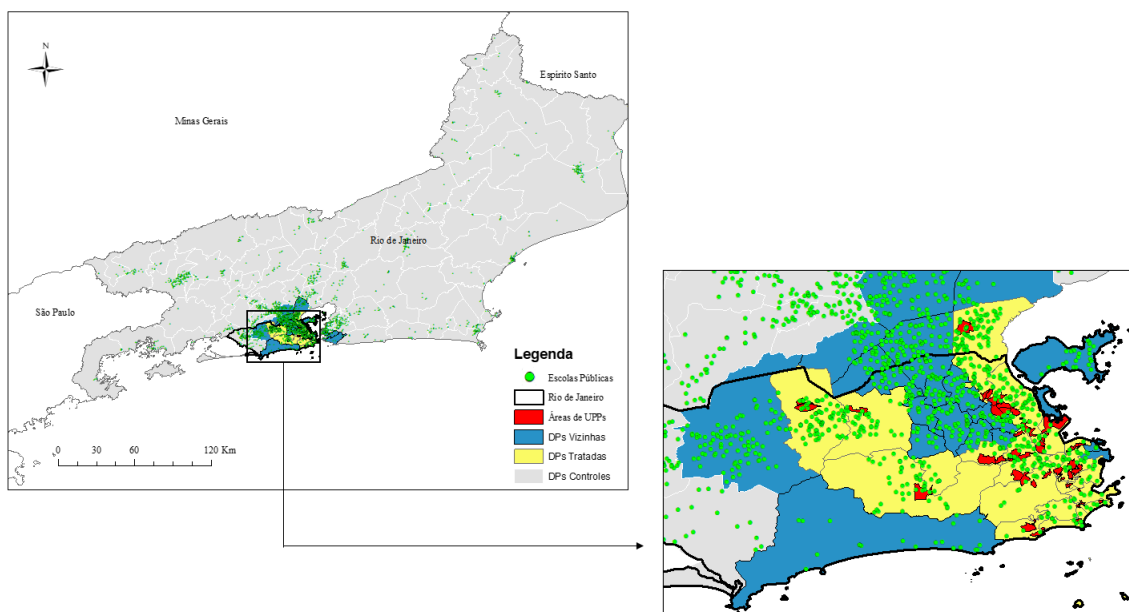 N
Espirito Santo
Minas Gerais
Rio de Janeiro
São Paulo
Legenda
Escolas Públicas
Rio de Janeiro
Áreas de UPPs
DPs Vizinhas
DPs Tratadas
DPs Controles
0 30 60 120 Km